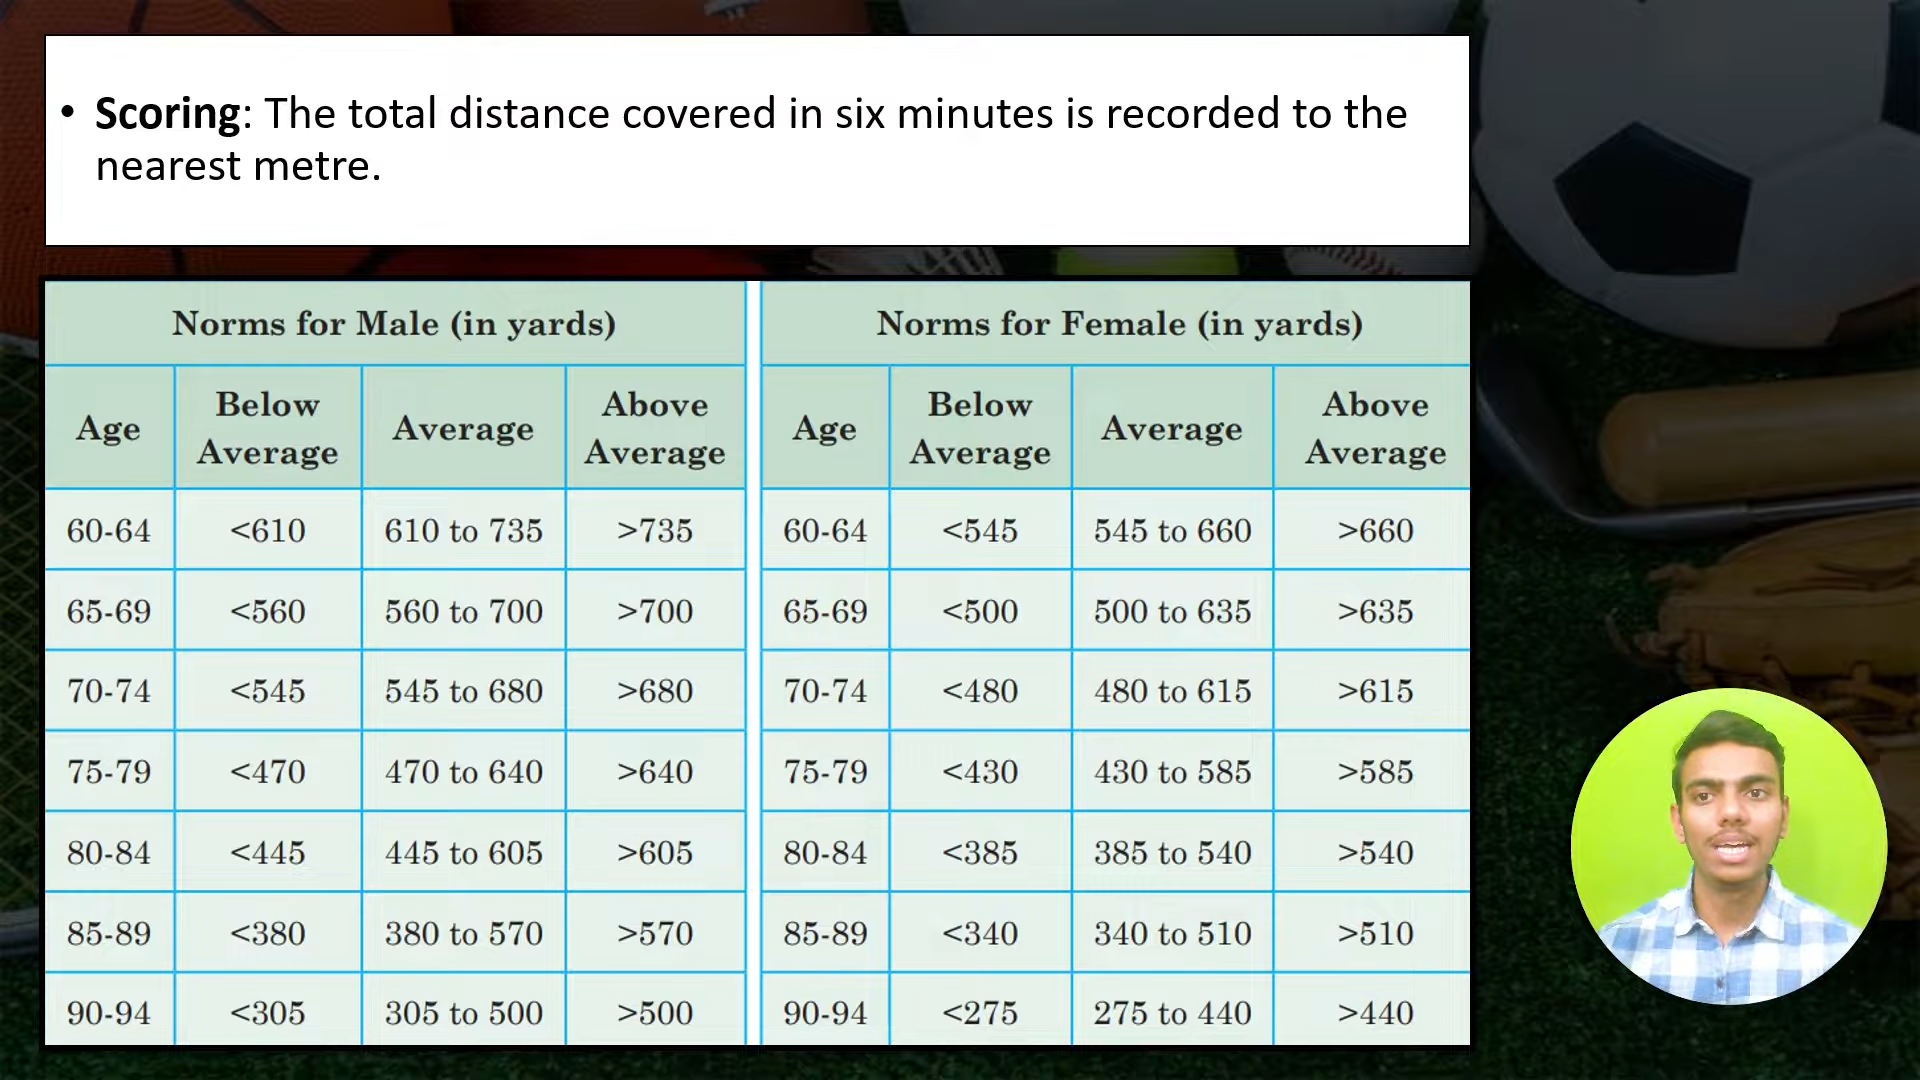 • Scoring: The total distance covered in six minutes is recorded to the
nearest metre.
Norms for Male (in yards)
Age Below Average Average Above Average
60-64 <610 610 to 735 >735
65-69 <560 560 to 700 >700
70-74 <545 545 to 680 >680
75-79 <470 470 to 640 >640
80-84 <445 445 to 605 >605
85-89 <380 380 to 570 >570
90-94 <305 305 to 500 >500
Norms for Female (in yards)
Age Below Average Average Above Average
60-64 <545 545 to 660 >660
65-69 <500 500 to 635 >635
70-74 <480 480 to 615 >615
75-79 <430 430 to 585 >585
80-84 <385 385 to 540 >540
85-89 <340 340 to 510 >510
90-94 <275 275 to 440 >440